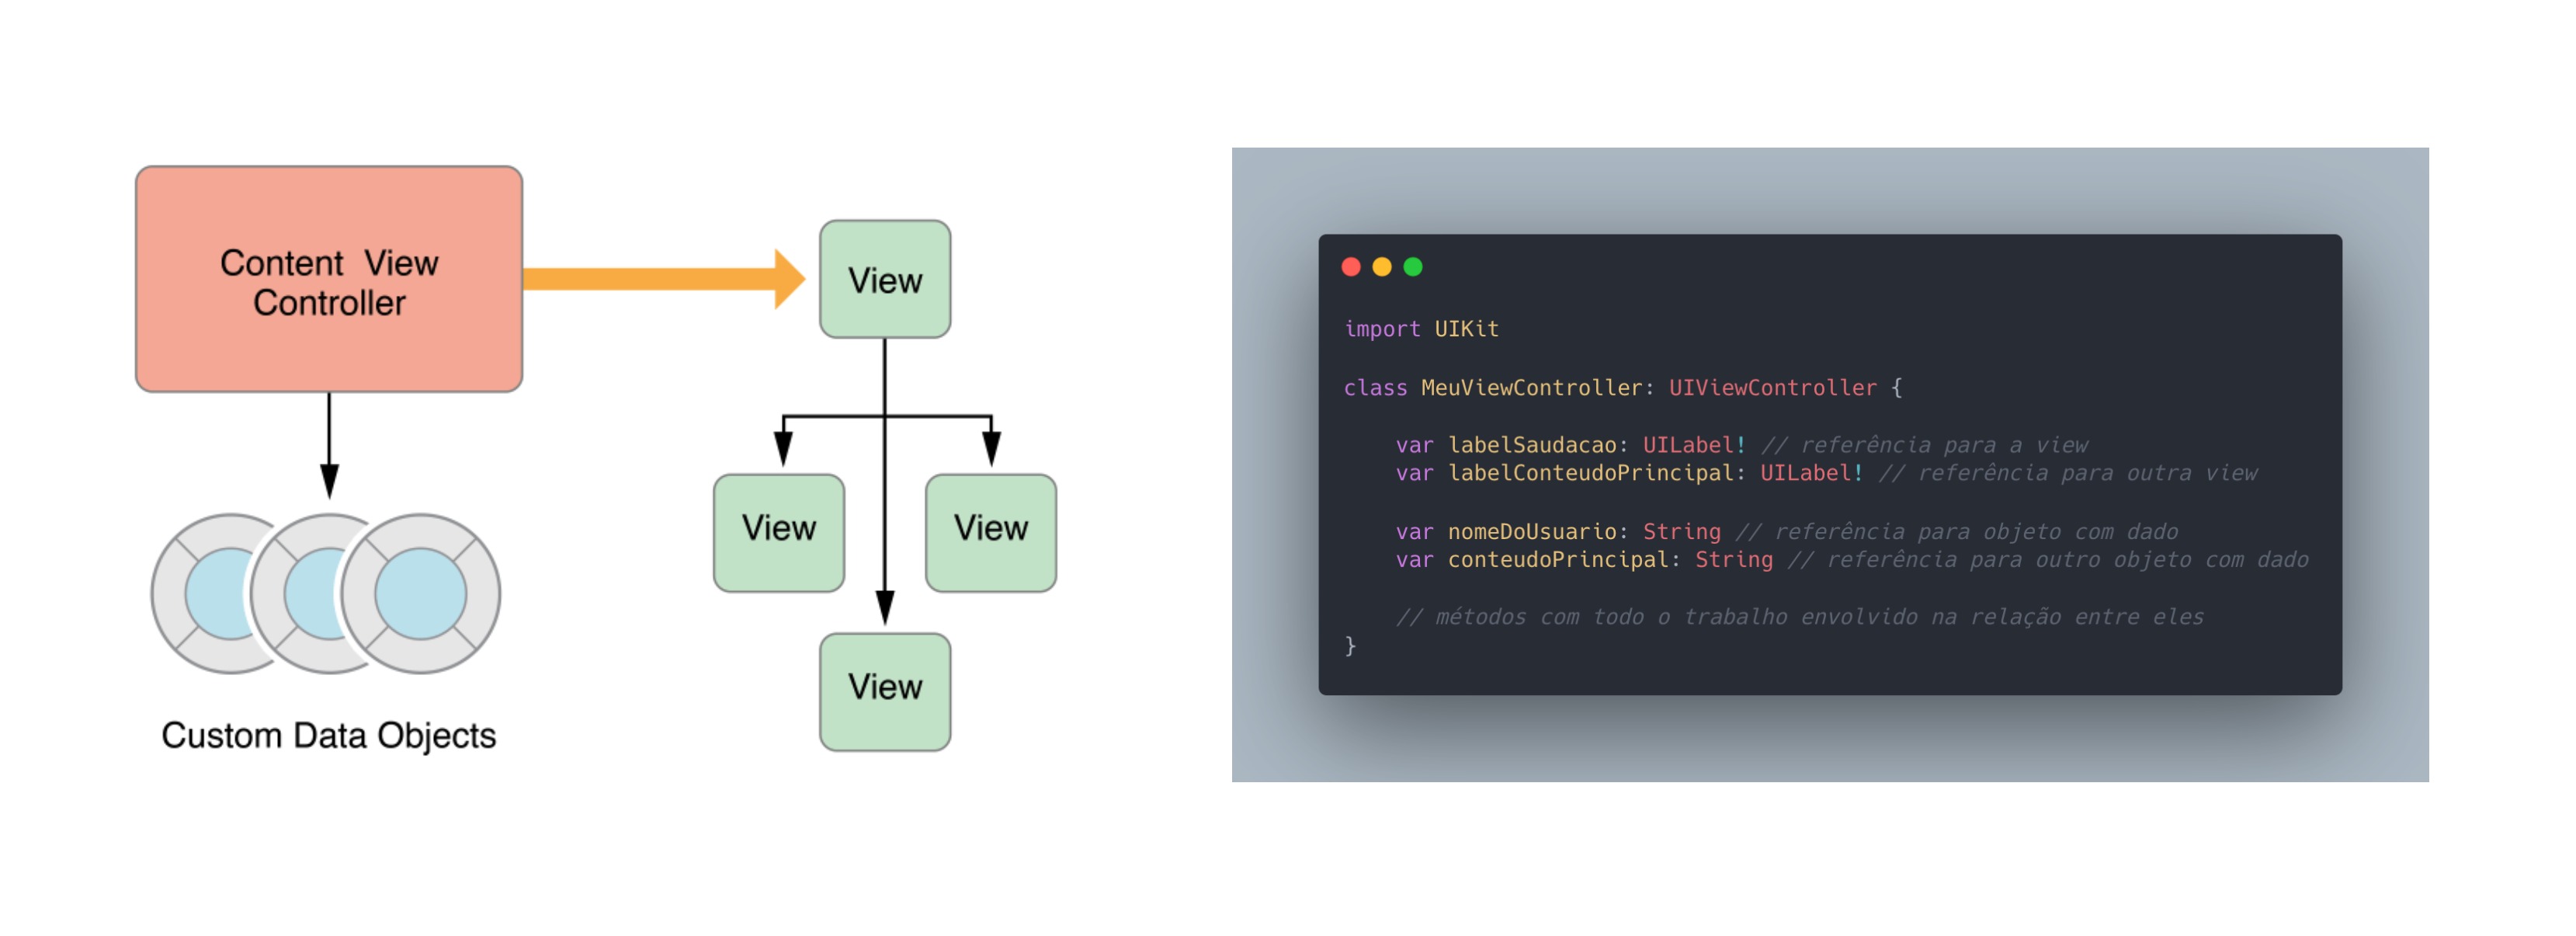 Content View
Controller
View
View
View
View
Custom Data Objects
import UIKit
class MeuViewController: UIViewController {
var labelSaudacao: UILabel! // referência para a view
var labelConteudoPrincipal: UILabel! // referência para outra view
var nomeDoUsuario: String // referência para objeto com dado
var conteudoPrincipal: String // referência para outro objeto com dado
// métodos com todo o trabalho envolvido na relação entre eles
}